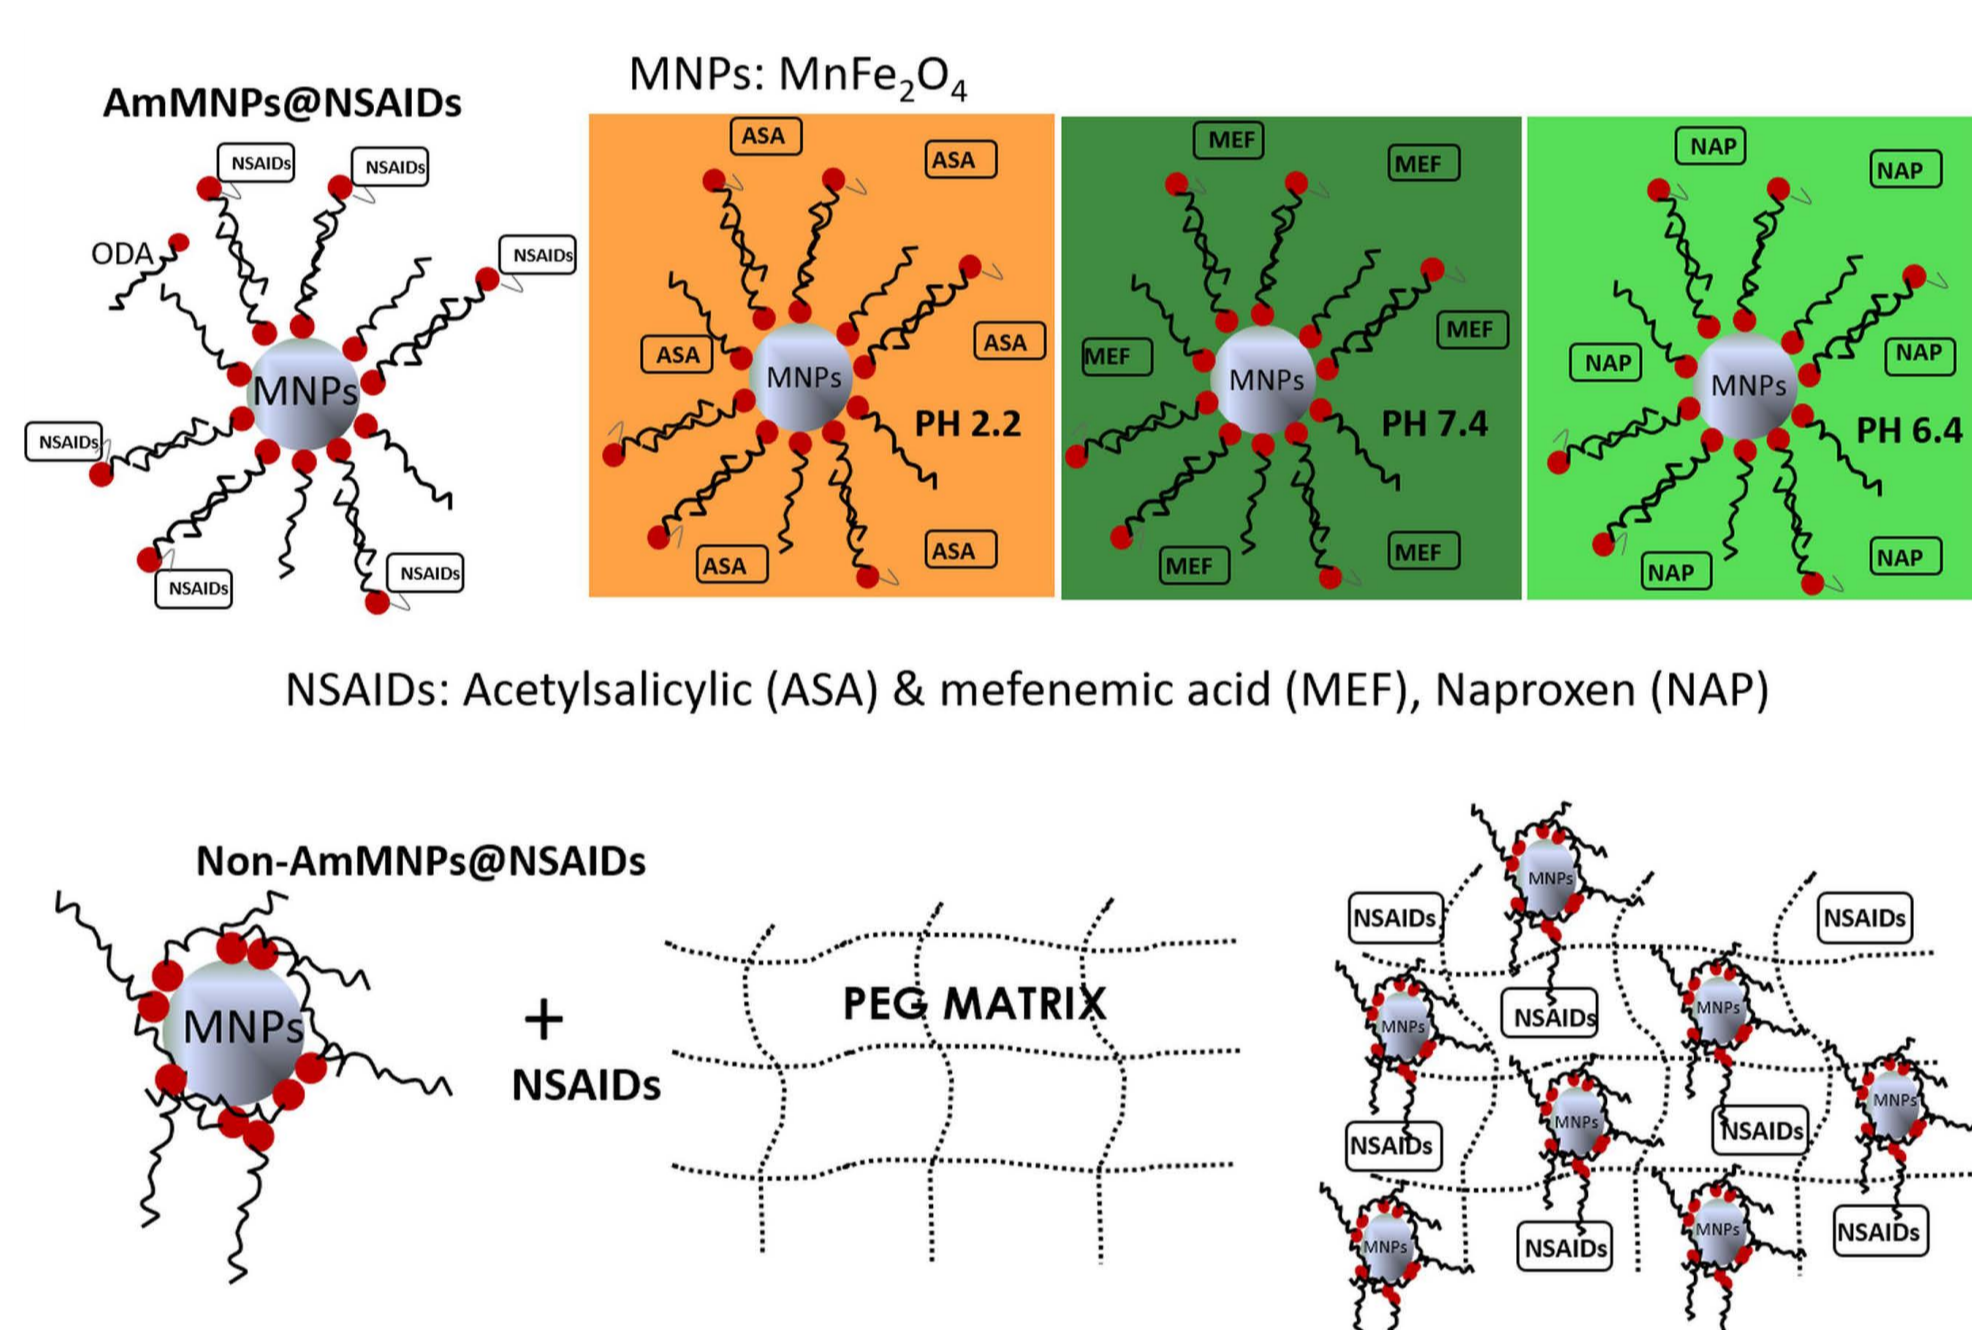 MNPs: MnFe₂O₄
AmMNPs@NSAIDs
NSAIDs
NSAIDs
ODA
NSAIDs
MNPs
NSAIDs
NSAIDs
NSAIDs
ASA
ASA
ASA
ASA
MNPs
PH 2.2
ASA
ASA
MEF
MEF
MEF
MEF
MNPs
PH 7.4
MEF
MEF
NAP
NAP
NAP
NAP
MNPs
PH 6.4
NAP
NAP
NSAIDs: Acetylsalicylic (ASA) & mefenemic acid (MEF), Naproxen (NAP)
Non-AmMNPs@NSAIDs
MNPs
+
NSAIDs
PEG MATRIX
MNPs
NSAIDs
NSAIDs
NSAIDs
MNPs
MNPs
MNPs
MNPs
NSAIDs
NSAIDs
NSAIDs
NSAIDs
MNPs
MNPs